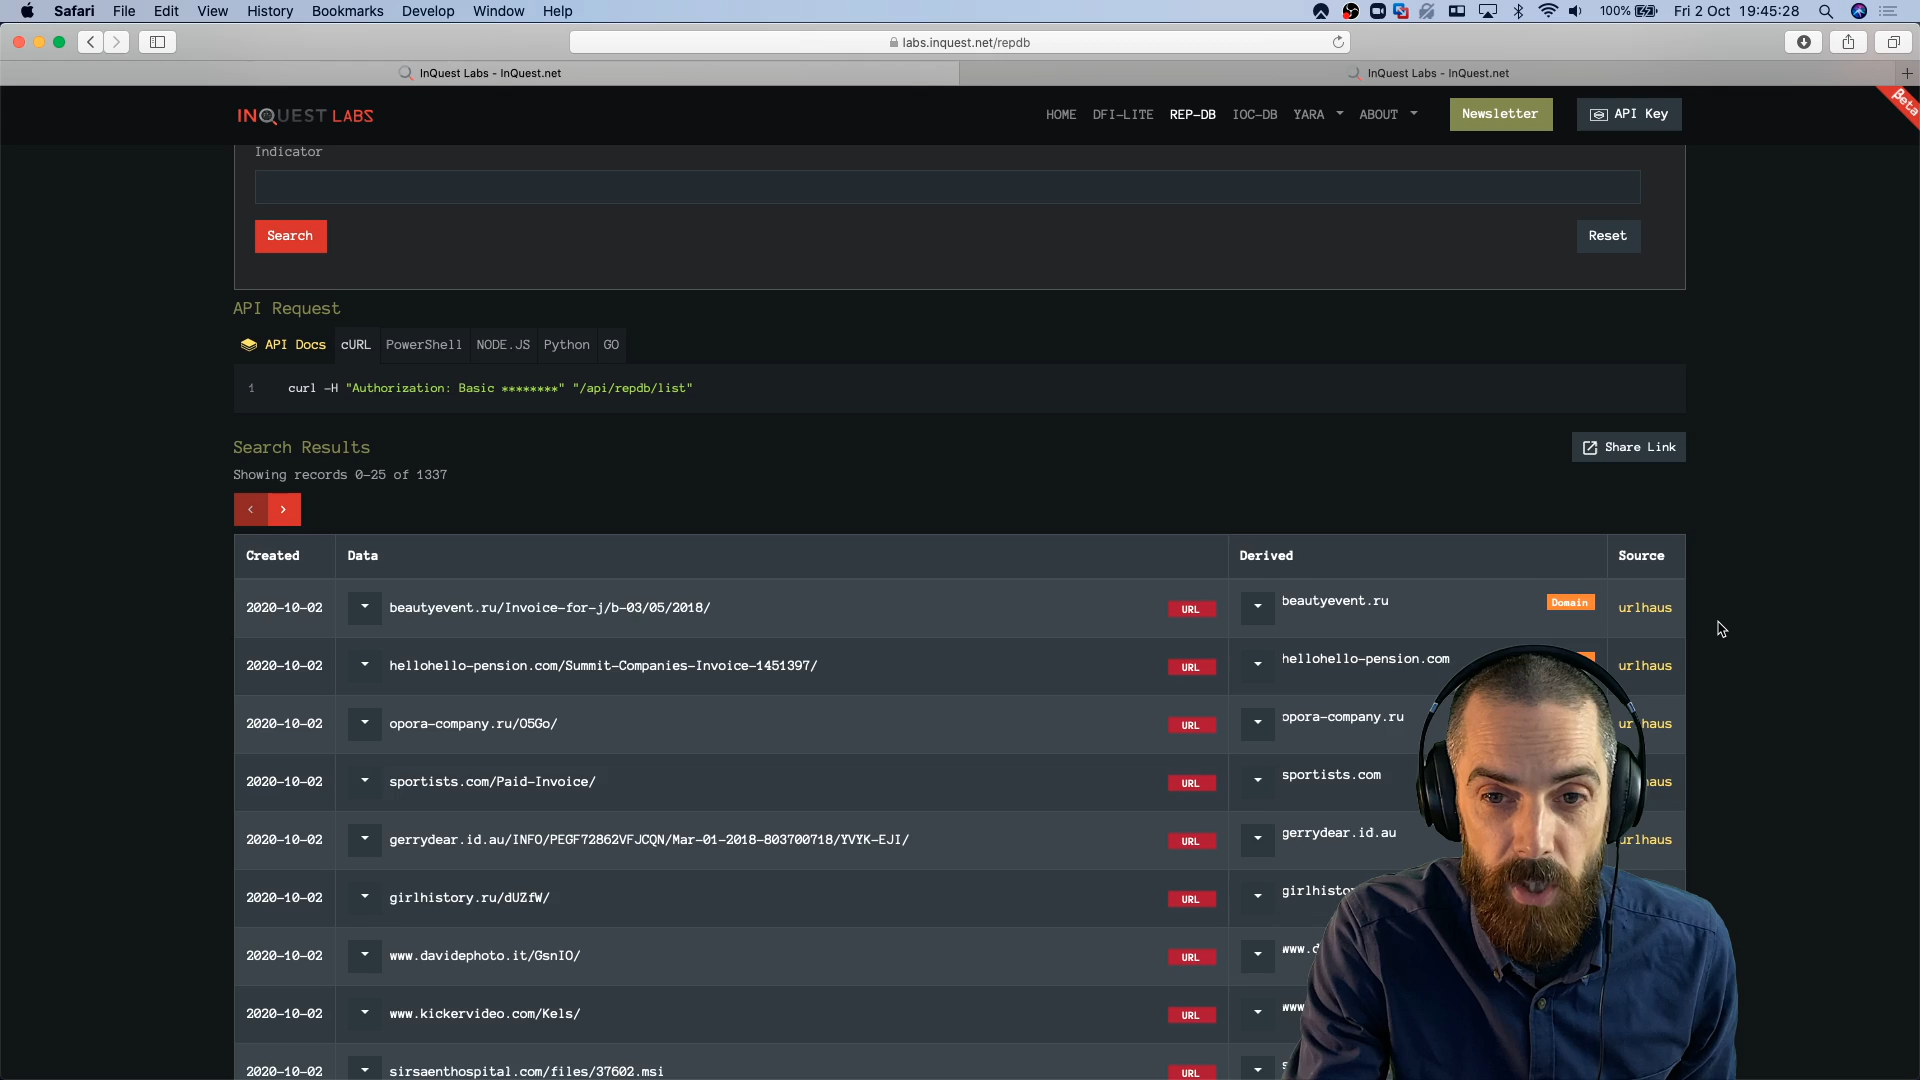 Safari File Edit View History Bookmarks Develop Window Help 100% Fri 2 Oct 19:45:28
labs.inquest.net/repdb
InQuest Labs - InQuest.net InQuest Labs - InQuest.net
INQUEST LABS HOME DFI-LITE REP-DB IOC-DB YARA ABOUT Newsletter API Key Beta
Indicator
Search Reset
API Request
API Docs cURL PowerShell NODE.JS Python GO
1 curl -H "Authorization: Basic ********" "/api/repdb/list"
Search Results Share Link
Showing records 0-25 of 1337
Created Data Derived Source
2020-10-02 beautyevent.ru/Invoice-for-j/b-03/05/2018/ URL beautyevent.ru Domain urlhaus
2020-10-02 hellohello-pension.com/Summit-Companies-Invoice-1451397/ URL hellohello-pension.com urlhaus
2020-10-02 opora-company.ru/O5Go/ URL opora-company.ru urlhaus
2020-10-02 sportists.com/Paid-Invoice/ URL sportists.com
2020-10-02 gerrydear.id.au/INFO/PEGF72862VFJCQN/Mar-01-2018-803700718/YVYK-EJI/ URL gerrydear.id.au urlhaus
2020-10-02 girlhistory.ru/dUZfW/ URL
2020-10-02 www.davidephoto.it/GsnIO/ URL
2020-10-02 www.kickervideo.com/Kels/ URL
2020-10-02 sirsaenthospital.com/files/37602.msi URL